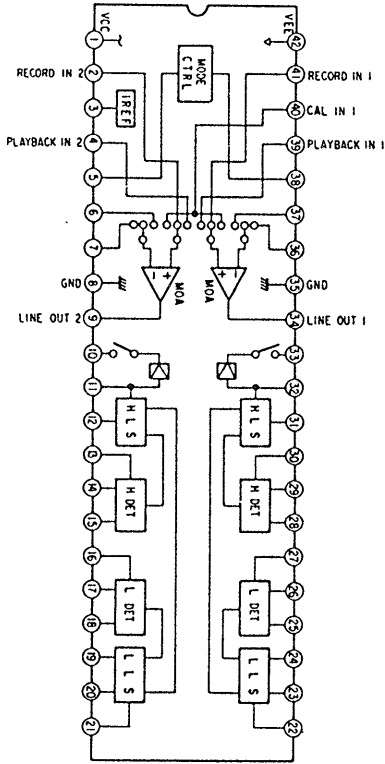 VCC
VEE
1
42
RECORD IN 2
2
MODE CTRL
41
RECORD IN 1
3
IREF
40
CAL IN 1
PLAYBACK IN 2
4
39
PLAYBACK IN 1
5
38
6
37
7
36
GND
8
- +
MOA
MOA
+ -
35
GND
LINE OUT 2
9
34
LINE OUT 1
10
33
11
32
12
HLS
HLS
31
13
30
14
H DET
H DET
29
15
28
16
27
17
L DET
L DET
26
18
25
19
LLS
LLS
24
20
23
21
22